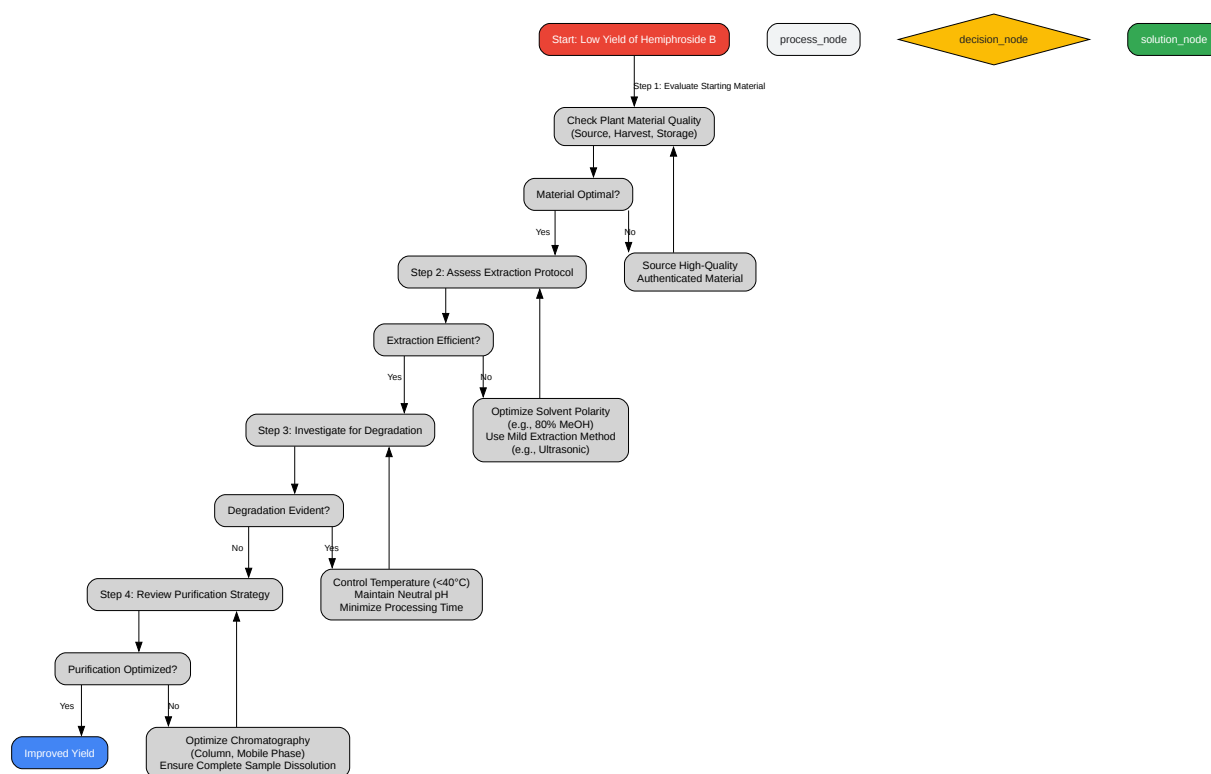 Start: Low Yield of Hemiphroside B
process_node
decision_node
solution_node
Step 1: Evaluate Starting Material
Check Plant Material Quality
(Source, Harvest, Storage)
Material Optimal?
Yes
No
Source High-Quality
Authenticated Material
Step 2: Assess Extraction Protocol
Extraction Efficient?
Yes
No
Optimize Solvent Polarity
(e.g., 80% MeOH)
Use Mild Extraction Method
(e.g., Ultrasonic)
Step 3: Investigate for Degradation
Degradation Evident?
No
Yes
Control Temperature (<40°C)
Maintain Neutral pH
Minimize Processing Time
Step 4: Review Purification Strategy
Purification Optimized?
Yes
No
Improved Yield
Optimize Chromatography
(Column, Mobile Phase)
Ensure Complete Sample Dissolution